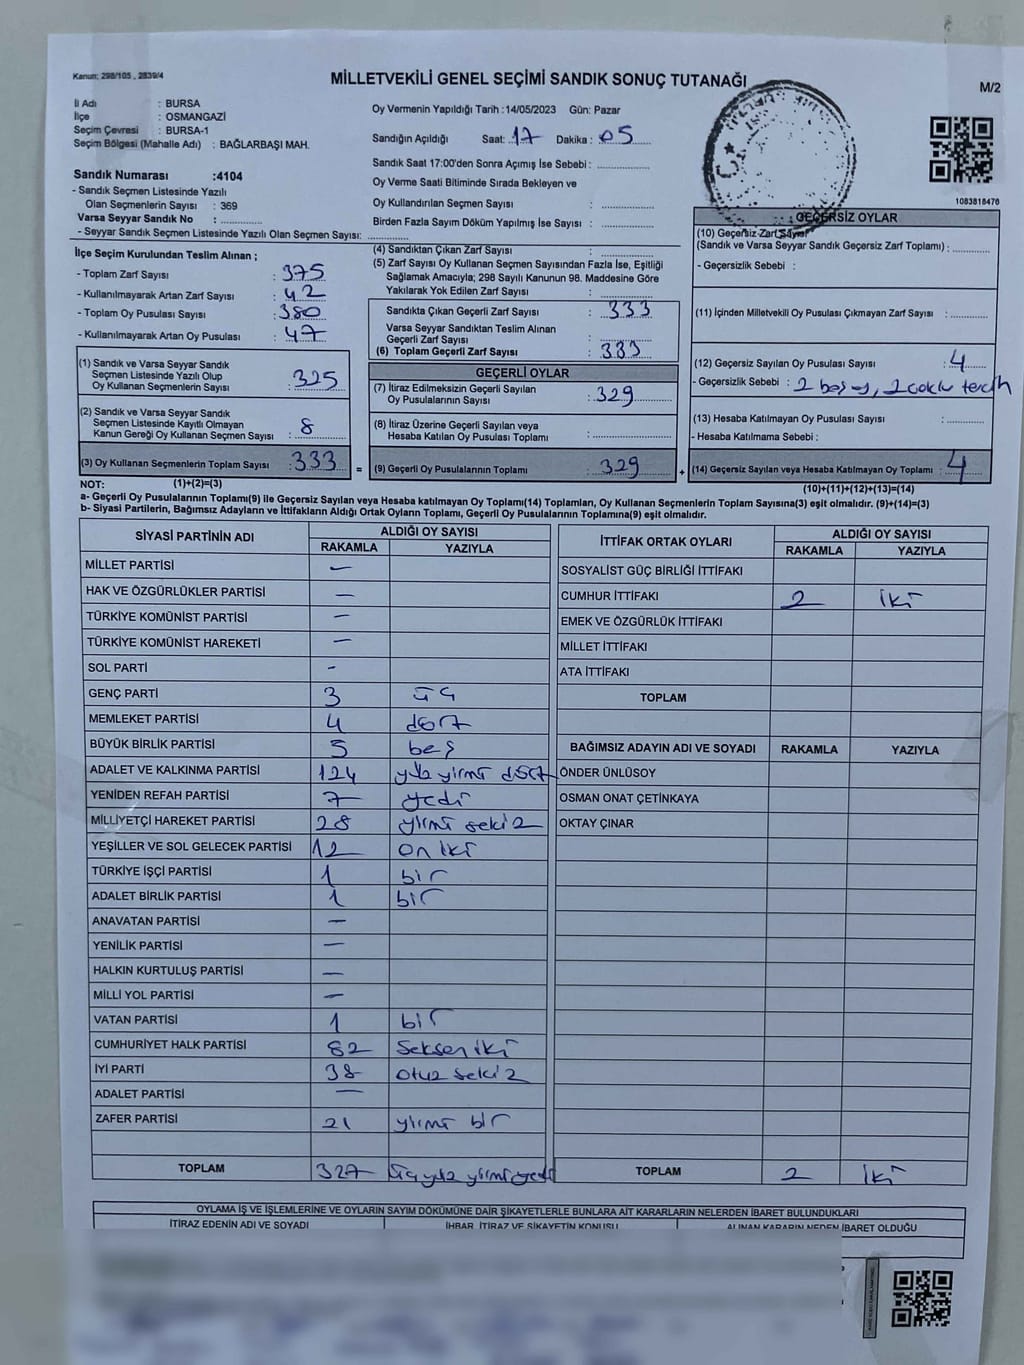 Kanun: 298/105 , 2839/4
MİLLETVEKİLİ GENEL SEÇİMİ SANDIK SONUÇ TUTANAĞI
M/2
İl Adı : BURSA
İlçe : OSMANGAZİ
Seçim Çevresi : BURSA-1
Seçim Bölgesi (Mahalle Adı) : BAĞLARBAŞI MAH.
Sandık Numarası :4104
- Sandık Seçmen Listesinde Yazılı
Olan Seçmenlerin Sayısı : 369
Varsa Seyyar Sandık No :
- Seyyar Sandık Seçmen Listesinde Yazılı Olan Seçmen Sayısı:
Oy Vermenin Yapıldığı Tarih :14/05/2023 Gün: Pazar
Sandığın Açıldığı Saat: 17 Dakika : 05
Sandık Saat 17:00'den Sonra Açımış İse Sebebi :
Oy Verme Saati Bitiminde Sırada Bekleyen ve
Oy Kullandırılan Seçmen Sayısı :
Birden Fazla Sayım Döküm Yapılmış İse Sayısı :
1083818476
İlçe Seçim Kurulundan Teslim Alınan ;
- Toplam Zarf Sayısı : 375
- Kullanılmayarak Artan Zarf Sayısı : 42
- Toplam Oy Pusulası Sayısı : 380
- Kullanılmayarak Artan Oy Pusulası : 47
(1) Sandık ve Varsa Seyyar Sandık
Seçmen Listesinde Yazılı Olup
Oy Kullanan Seçmenlerin Sayısı : 325
(2) Sandık ve Varsa Seyyar Sandık
Seçmen Listesinde Kayıtlı Olmayan
Kanun Gereği Oy Kullanan Seçmen Sayısı : 8
(3) Oy Kullanan Seçmenlerin Toplam Sayısı : 333 =
(4) Sandıktan Çıkan Zarf Sayısı :
(5) Zarf Sayısı Oy Kullanan Seçmen Sayısından Fazla İse, Eşitliği
Sağlamak Amacıyla; 298 Sayılı Kanunun 98. Maddesine Göre
Yakılarak Yok Edilen Zarf Sayısı :
Sandıkta Çıkan Geçerli Zarf Sayısı : 333
Varsa Seyyar Sandıktan Teslim Alınan
Geçerli Zarf Sayısı :
(6) Toplam Geçerli Zarf Sayısı : 333
GEÇERLİ OYLAR
(7) İtiraz Edilmeksizin Geçerli Sayılan
Oy Pusulalarının Sayısı : 329
(8) İtiraz Üzerine Geçerli Sayılan veya
Hesaba Katılan Oy Pusulası Toplamı :
(9) Geçerli Oy Pusulalarının Toplamı : 329 +
GEÇERSİZ OYLAR
(10) Geçersiz Zarf Sayısı
(Sandık ve Varsa Seyyar Sandık Geçersiz Zarf Toplamı) :
- Geçersizlik Sebebi :
(11) İçinden Milletvekili Oy Pusulası Çıkmayan Zarf Sayısı :
(12) Geçersiz Sayılan Oy Pusulası Sayısı : 4
- Geçersizlik Sebebi : 2 boş oy, 2 çoklu tercih
(13) Hesaba Katılmayan Oy Pusulası Sayısı :
- Hesaba Katılmama Sebebi :
(14) Geçersiz Sayılan veya Hesaba Katılmayan Oy Toplamı : 4
NOT: (1)+(2)=(3)
(10)+(11)+(12)+(13)=(14)
a- Geçerli Oy Pusulalarının Toplamı(9) ile Geçersiz Sayılan veya Hesaba katılmayan Oy Toplamı(14) Toplamları, Oy Kullanan Seçmenlerin Toplam Sayısına(3) eşit olmalıdır. (9)+(14)=(3)
b- Siyasi Partilerin, Bağımsız Adayların ve İttifakların Aldığı Ortak Oyların Toplamı, Geçerli Oy Pusulalarının Toplamına(9) eşit olmalıdır.
SİYASİ PARTİNİN ADI ALDIĞI OY SAYISI
RAKAMLA YAZIYLA
MİLLET PARTİSİ —
HAK VE ÖZGÜRLÜKLER PARTİSİ —
TÜRKİYE KOMÜNİST PARTİSİ —
TÜRKİYE KOMÜNİST HAREKETİ —
SOL PARTİ -
GENÇ PARTİ 3 üç
MEMLEKET PARTİSİ 4 dört
BÜYÜK BİRLİK PARTİSİ 5 beş
ADALET VE KALKINMA PARTİSİ 124 yüz yirmi dört
YENİDEN REFAH PARTİSİ 7 yedi
MİLLİYETÇİ HAREKET PARTİSİ 28 yirmi sekiz
YEŞİLLER VE SOL GELECEK PARTİSİ 12 on iki
TÜRKİYE İŞÇİ PARTİSİ 1 bir
ADALET BİRLİK PARTİSİ 1 bir
ANAVATAN PARTİSİ —
YENİLİK PARTİSİ —
HALKIN KURTULUŞ PARTİSİ —
MİLLİ YOL PARTİSİ —
VATAN PARTİSİ 1 bir
CUMHURİYET HALK PARTİSİ 82 seksen iki
İYİ PARTİ 38 otuz sekiz
ADALET PARTİSİ —
ZAFER PARTİSİ 21 yirmi bir
TOPLAM 327 üç yüz yirmi yedi
İTTİFAK ORTAK OYLARI ALDIĞI OY SAYISI
RAKAMLA YAZIYLA
SOSYALİST GÜÇ BİRLİĞİ İTTİFAKI
CUMHUR İTTİFAKI 2 iki
EMEK VE ÖZGÜRLÜK İTTİFAKI
MİLLET İTTİFAKI
ATA İTTİFAKI
TOPLAM
BAĞIMSIZ ADAYIN ADI VE SOYADI RAKAMLA YAZIYLA
ÖNDER ÜNLÜSOY
OSMAN ONAT ÇETİNKAYA
OKTAY ÇINAR
TOPLAM 2 iki
OYLAMA İŞ VE İŞLEMLERİNE VE OYLARIN SAYIM DÖKÜMÜNE DAİR ŞİKAYETLERLE BUNLARA AİT KARARLARIN NELERDEN İBARET BULUNDUKLARI
İTİRAZ EDENİN ADI VE SOYADI İHBAR, İTİRAZ VE ŞİKAYETİN KONUSU ALINAN KARARIN NEDEN İBARET OLDUĞU